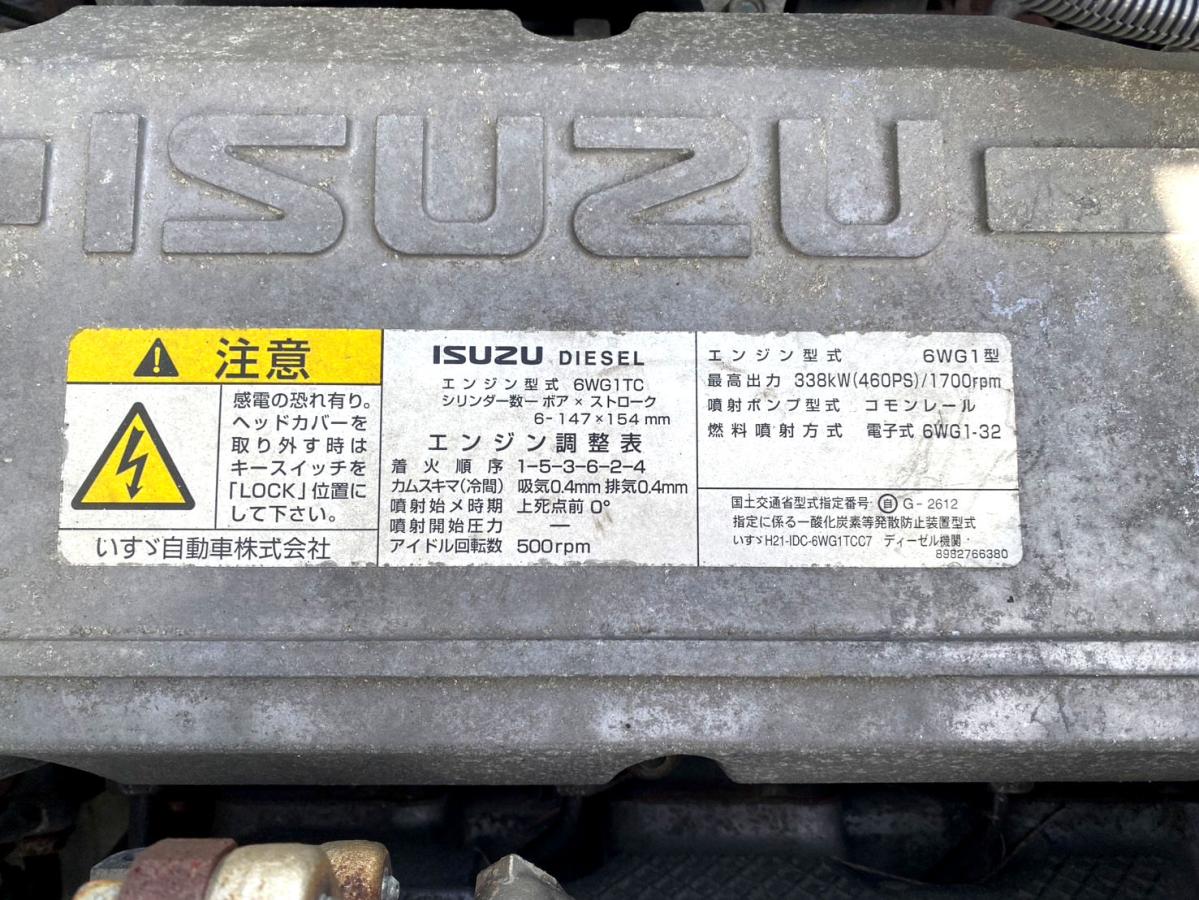 ISUZU
注意
感電の恐れ有り。
ヘッドカバーを
取り外す時は
キースイッチを
「LOCK」位置に
して下さい。
いすゞ自動車株式会社
ISUZU DIESEL
エンジン型式 6WG1TC
シリンダー数ー ボア × ストローク
6-147×154mm
エンジン調整表
着火順序 1-5-3-6-2-4
カムスキマ(冷間) 吸気0.4mm 排気0.4mm
噴射始メ時期 上死点前 0°
噴射開始圧力 ―
アイドル回転数 500rpm
エンジン型式 6WG1型
最高出力 338kW(460PS)/1700rpm
噴射ポンプ型式 コモンレール
燃料噴射方式 電子式 6WG1-32
国土交通省型式指定番号 自 G-2612
指定に係る一酸化炭素等発散防止装置型式
いすゞH21-IDC-6WG1TCC7 ディーゼル機関
8982766380